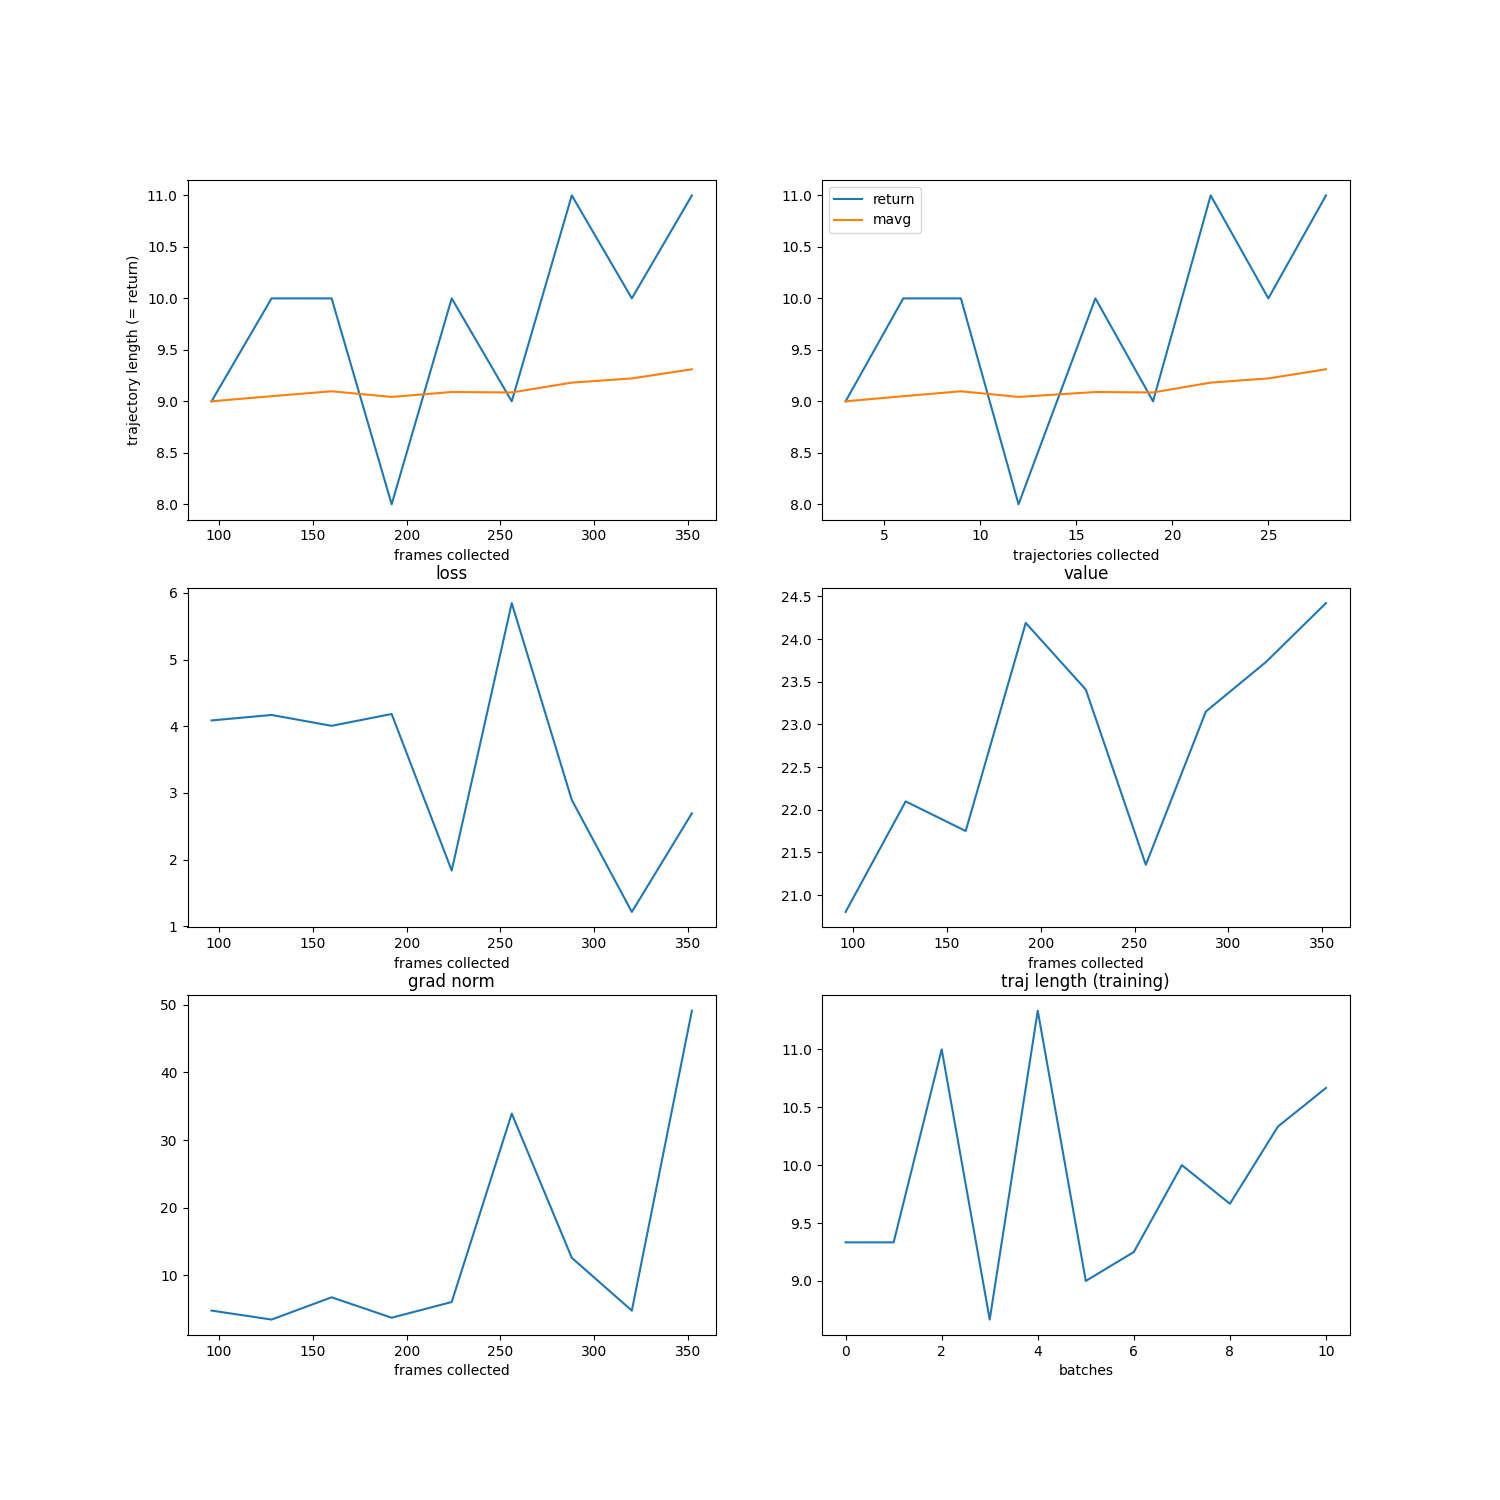 11.0
10.5
10.0
9.5
9.0
8.5
8.0
trajectory length (= return)
100 150 200 250 300 350
frames collected
return
mavg
11.0
10.5
10.0
9.5
9.0
8.5
8.0
5 10 15 20 25
trajectories collected
loss
6
5
4
3
2
1
100 150 200 250 300 350
frames collected
value
24.5
24.0
23.5
23.0
22.5
22.0
21.5
21.0
100 150 200 250 300 350
frames collected
grad norm
50
40
30
20
10
100 150 200 250 300 350
frames collected
traj length (training)
11.0
10.5
10.0
9.5
9.0
0 2 4 6 8 10
batches